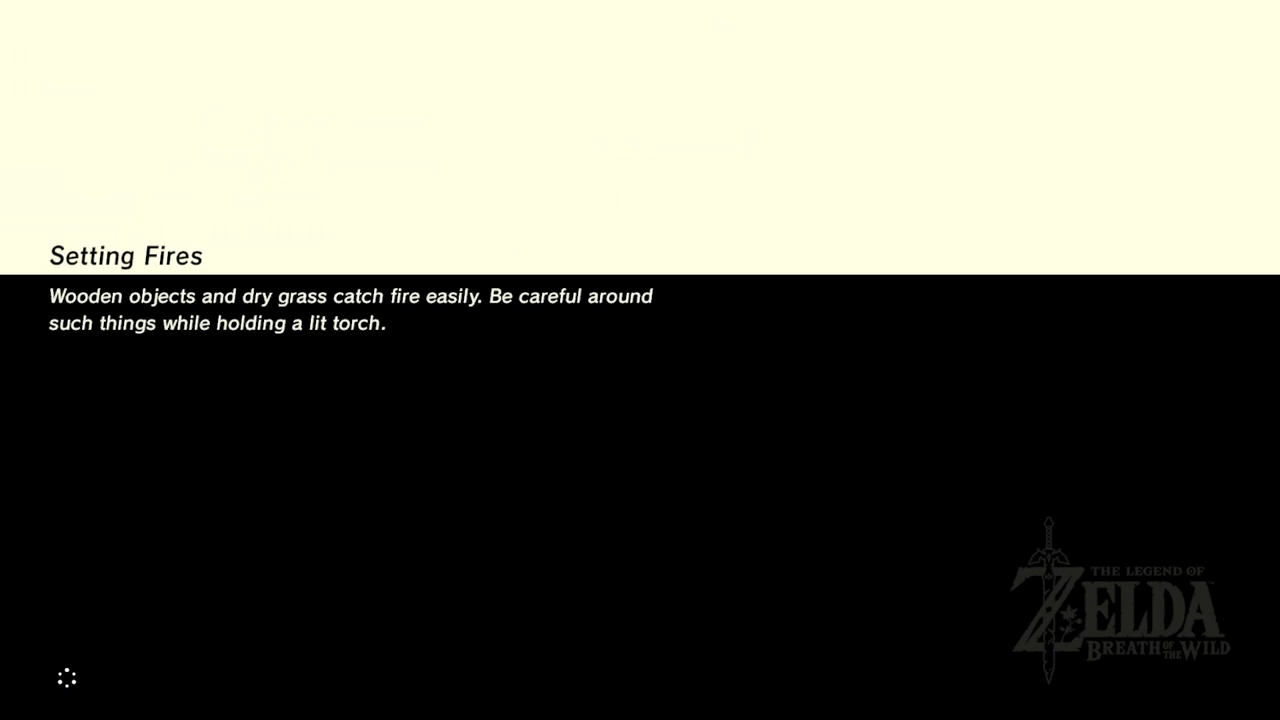 Setting Fires
Wooden objects and dry grass catch fire easily. Be careful around
such things while holding a lit torch.
THE LEGEND OF
ZELDA
BREATH OF THE WILD